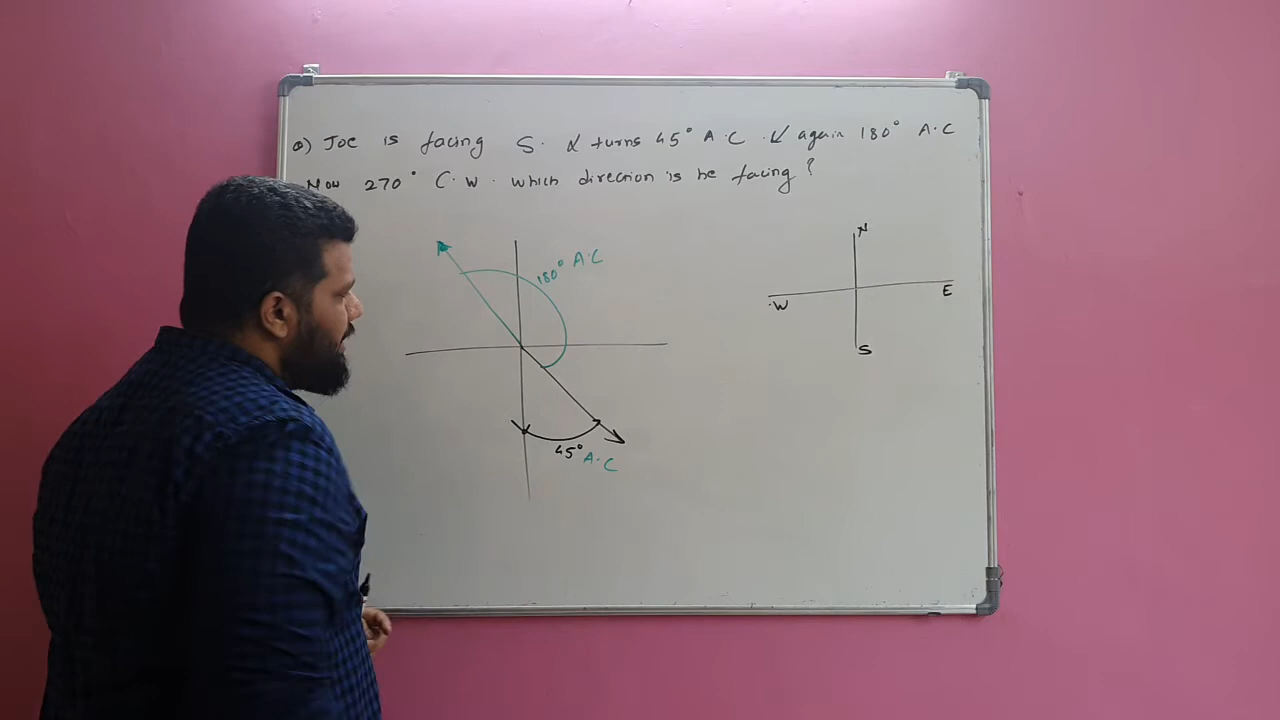 Q) Joe is facing S. & turns 45° A.C. & again 180° A.C
Now 270° C.W. which direction is he facing?
180° A.C
N
W E
S
45° A.C